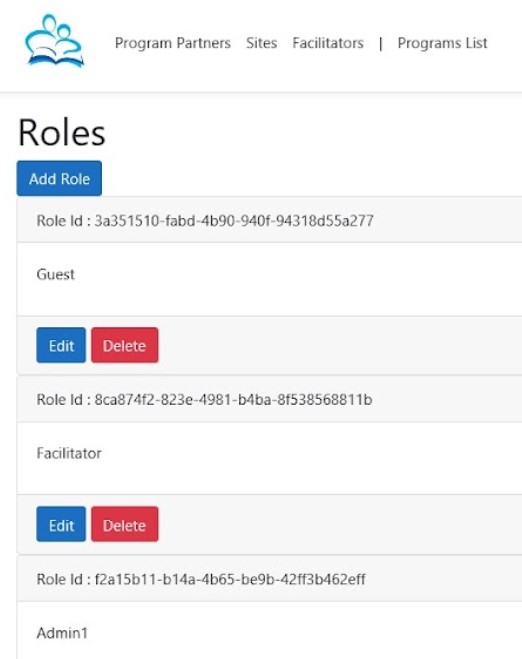 Program Partners Sites Facilitators | Programs List
Roles
Add Role
Role Id : 3a351510-fabd-4b90-940f-94318d55a277
Guest
Edit Delete
Role Id : 8ca874f2-823e-4981-b4ba-8f538568811b
Facilitator
Edit Delete
Role Id : f2a15b11-b14a-4b65-be9b-42ff3b462eff
Admin1